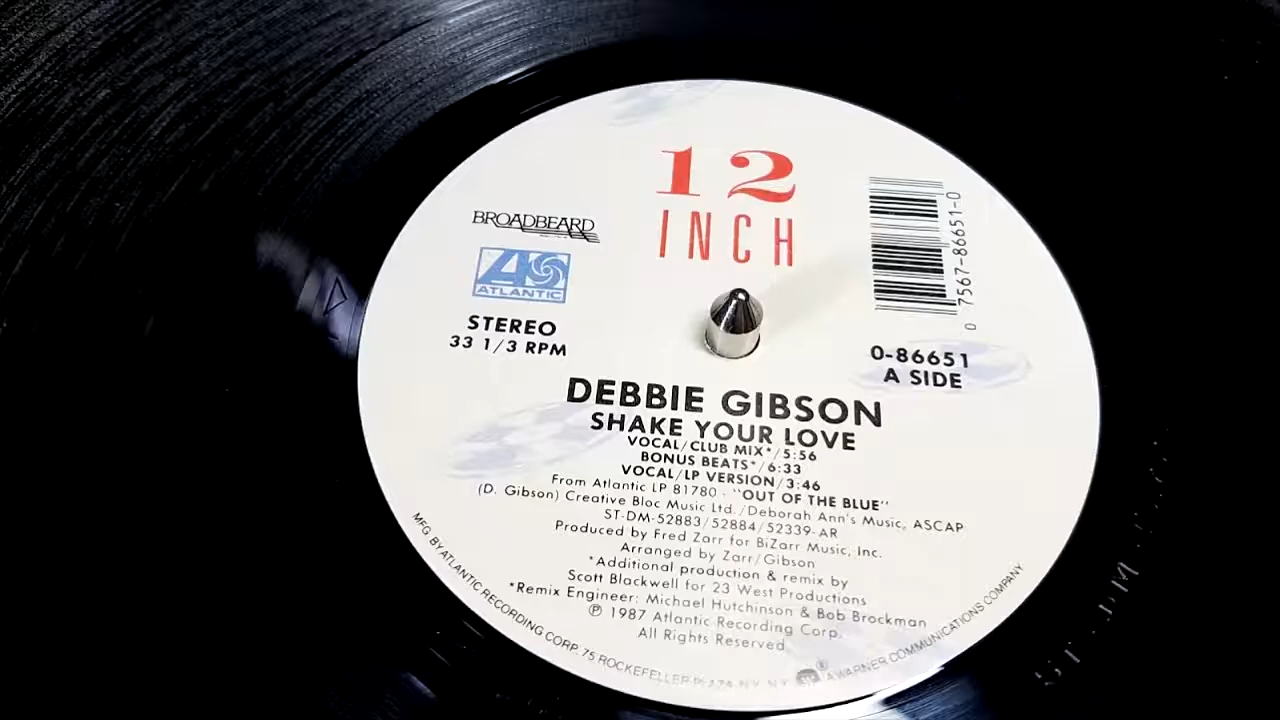 12
INCH
BROADBEARD
ATLANTIC
STEREO
33 1/3 RPM
0 7567-86651-0
0-86651
A SIDE
DEBBIE GIBSON
SHAKE YOUR LOVE
VOCAL/CLUB MIX*/5:56
BONUS BEATS*/6:33
VOCAL/LP VERSION/3:46
From Atlantic LP 81780 - "OUT OF THE BLUE"
(D. Gibson) Creative Bloc Music Ltd./Deborah Ann's Music, ASCAP
ST-DM-52883/52884/52339-AR
Produced by Fred Zarr for BiZarr Music, Inc.
Arranged by Zarr/Gibson
*Additional production & remix by
Scott Blackwell for 23 West Productions
*Remix Engineer: Michael Hutchinson & Bob Brockman
℗ 1987 Atlantic Recording Corp.
All Rights Reserved
MFG. BY ATLANTIC RECORDING CORP. 75 ROCKEFELLER PLAZA N.Y. N.Y. ® A WARNER COMMUNICATIONS COMPANY